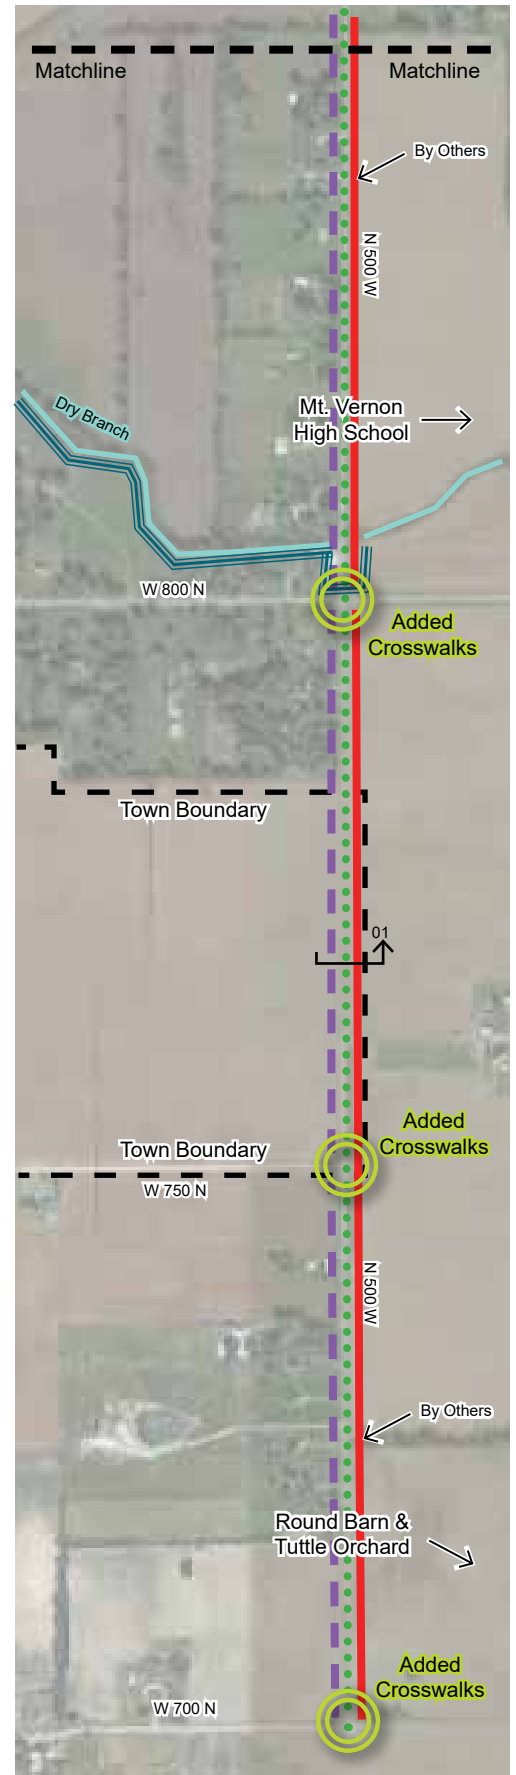 Matchline
Matchline
By Others
N 500 W
Dry Branch
Mt. Vernon
High School
W 800 N
Added
Crosswalks
Town Boundary
01
Added
Crosswalks
Town Boundary
W 750 N
N 500 W
By Others
Round Barn &
Tuttle Orchard
Added
Crosswalks
W 700 N